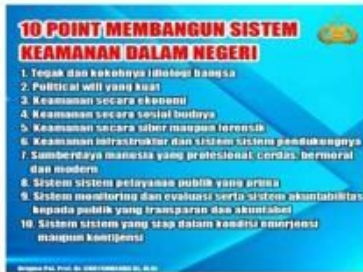 10 POINT MEMBANGUN SISTEM
KEAMANAN DALAM NEGERI
1. Tegak dan kokohnya idiologi bangsa
2. Political will yang kuat
3. Keamanan secara ekonomi
4. Keamanan secara sosial budaya
5. Keamanan secara siber maupun forensik
6. Keamanan infrastruktur dan sistem sistem pendukungnya
7. Sumberdaya manusia yang profesional, cerdas, bermoral
dan modern
8. Sistem sistem pelayanan publik yang prima
9. Sistem monitoring dan evaluasi serta sistem akuntabilitas
kepada publik yang transparan dan akuntabel
10. Sistem sistem yang siap dalam kondisi emerjensi
maupun kontijensi
Brigjen Pol. Prof. Dr.